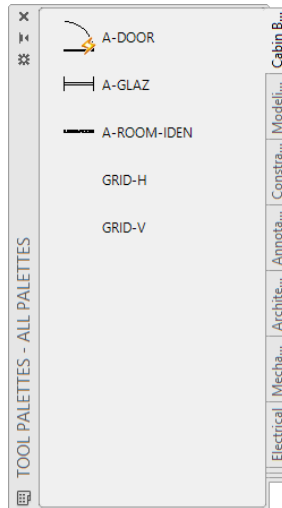 A-DOOR
A-GLAZ
A-ROOM-IDEN
GRID-H
GRID-V
TOOL PALETTES - ALL PALETTES
Cabin B...
Modeli...
Constra...
Annota...
Archite...
Mecha...
Electrical